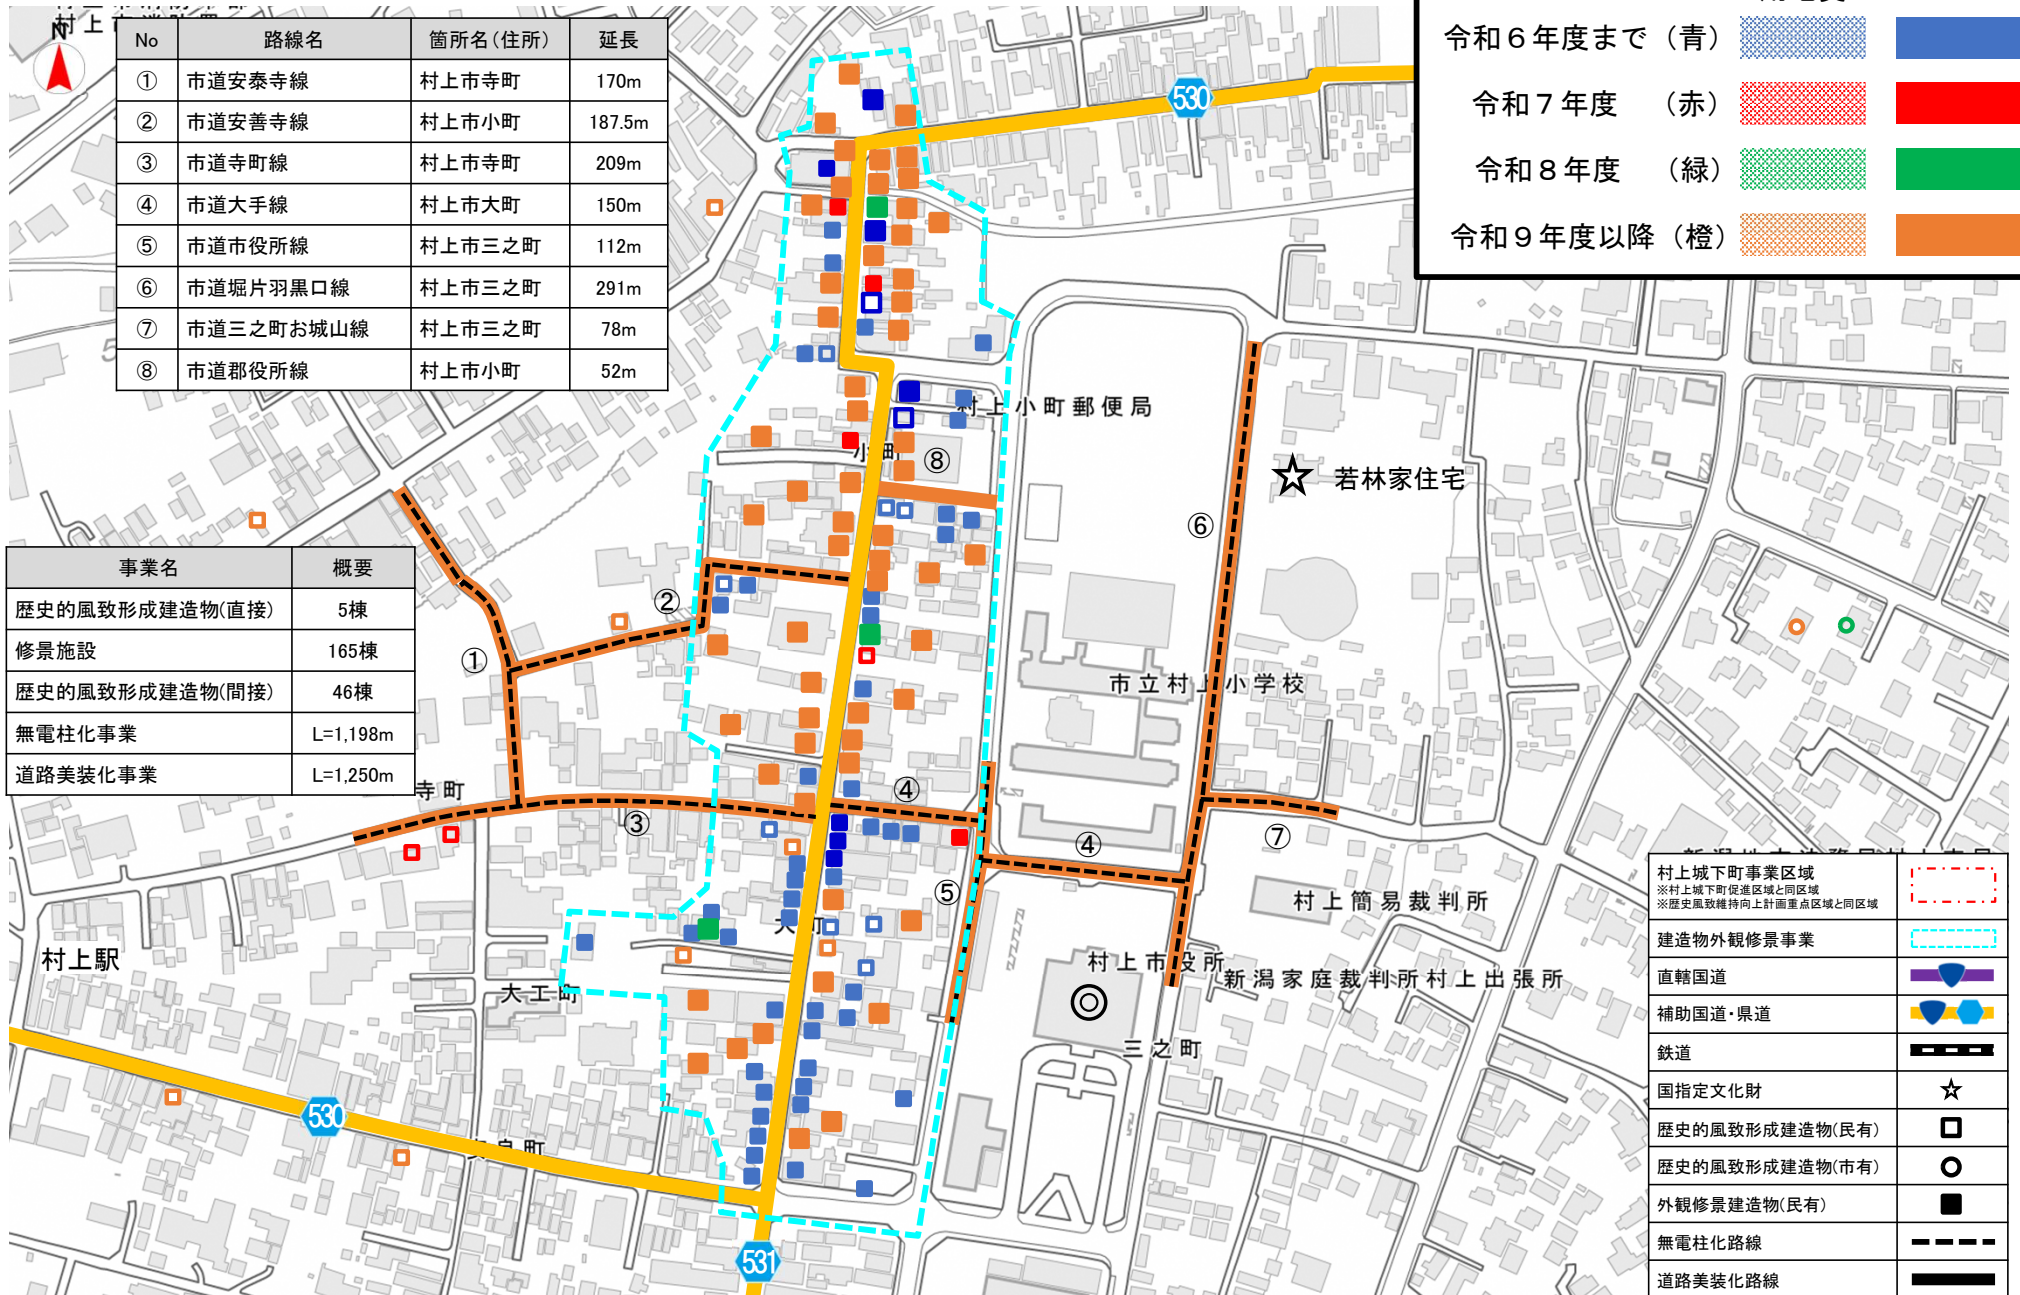 N
No 路線名 箇所名(住所) 延長
① 市道安泰寺線 村上市寺町 170m
② 市道安善寺線 村上市小町 187.5m
③ 市道寺町線 村上市寺町 209m
④ 市道大手線 村上市大町 150m
⑤ 市道市役所線 村上市三之町 112m
⑥ 市道堀片羽黒口線 村上市三之町 291m
⑦ 市道三之町お城山線 村上市三之町 78m
⑧ 市道郡役所線 村上市小町 52m
令和６年度まで（青）
令和７年度 （赤）
令和８年度 （緑）
令和９年度以降（橙）
530
村上小町郵便局
小町
⑧
若林家住宅
⑥
事業名 概要
歴史的風致形成建造物(直接) 5棟
修景施設 165棟
歴史的風致形成建造物(間接) 46棟
無電柱化事業 L=1,198m
道路美装化事業 L=1,250m
②
①
市立村上小学校
寺町
④
③
④
⑦
⑤
村上簡易裁判所
大町
村上駅
村上市役所
新潟家庭裁判所村上出張所
大工町
三之町
530
531
村上城下町事業区域
※村上城下町促進区域と同区域
※歴史風致維持向上計画重点区域と同区域
建造物外観修景事業
直轄国道
補助国道・県道
鉄道
国指定文化財
歴史的風致形成建造物(民有)
歴史的風致形成建造物(市有)
外観修景建造物(民有)
無電柱化路線
道路美装化路線